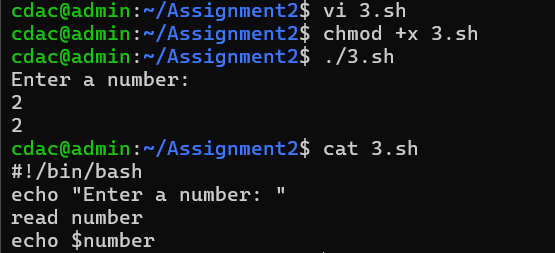 cdac@admin:~/Assignment2$ vi 3.sh
cdac@admin:~/Assignment2$ chmod +x 3.sh
cdac@admin:~/Assignment2$ ./3.sh
Enter a number:
2
2
cdac@admin:~/Assignment2$ cat 3.sh
#!/bin/bash
echo "Enter a number: "
read number
echo $number